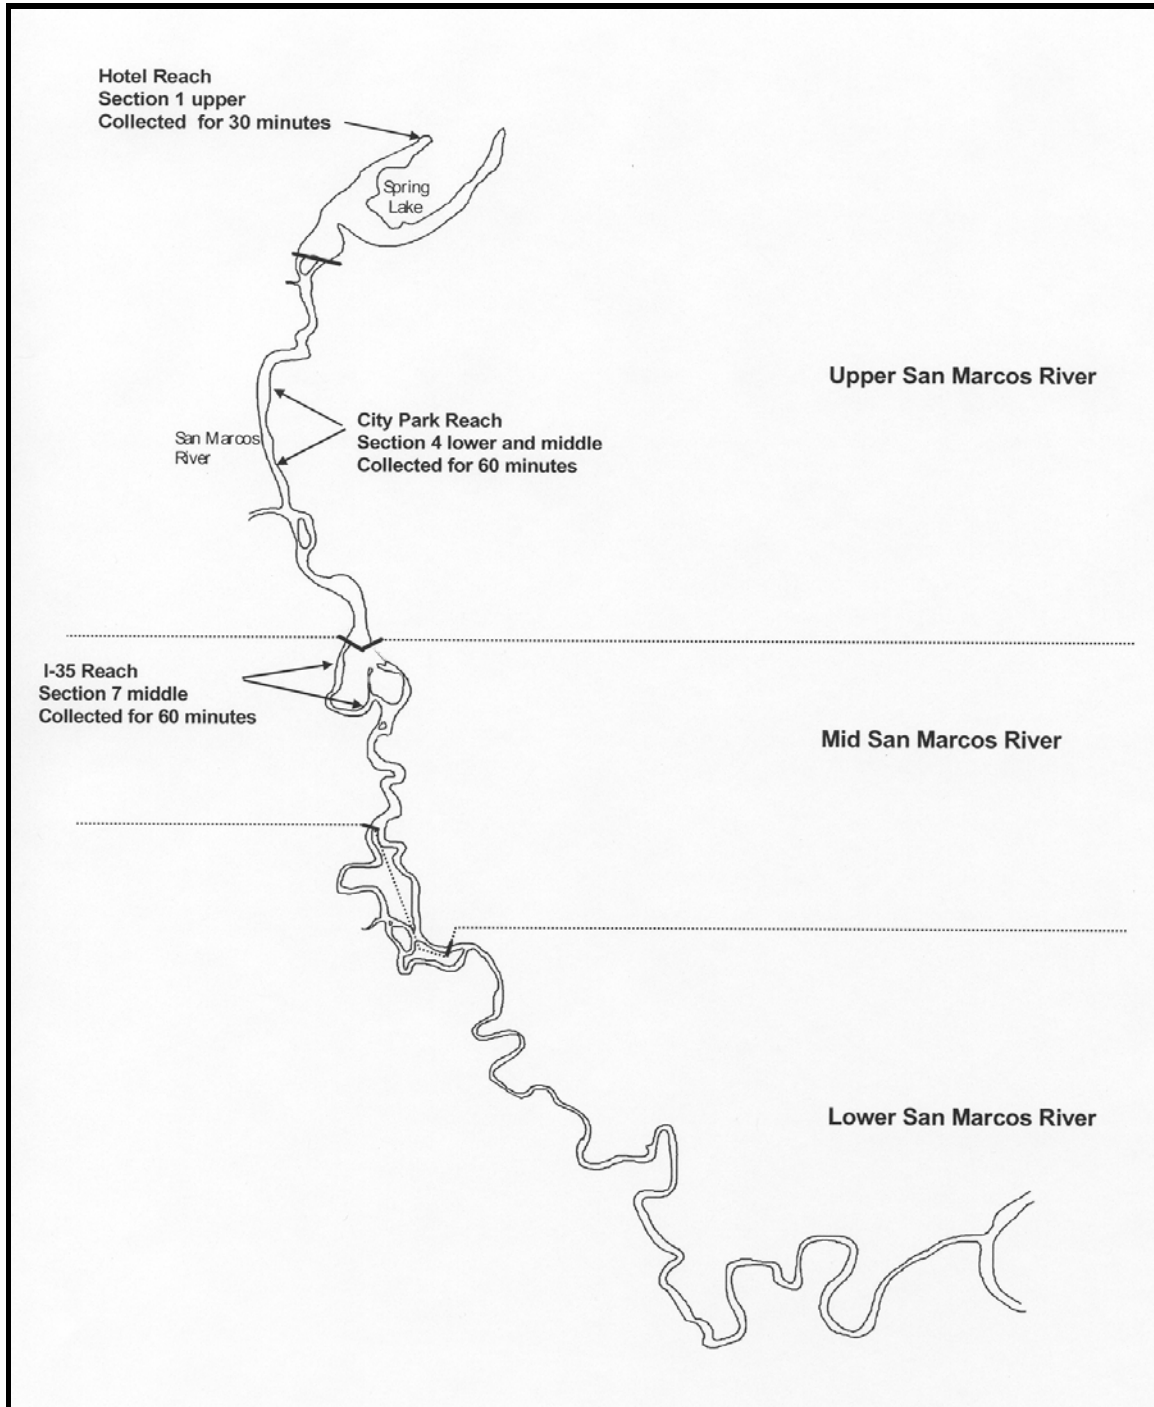 Hotel Reach
Section 1 upper
Collected for 30 minutes
Spring
Lake
Upper San Marcos River
City Park Reach
Section 4 lower and middle
Collected for 60 minutes
San Marcos
River
I-35 Reach
Section 7 middle
Collected for 60 minutes
Mid San Marcos River
Lower San Marcos River